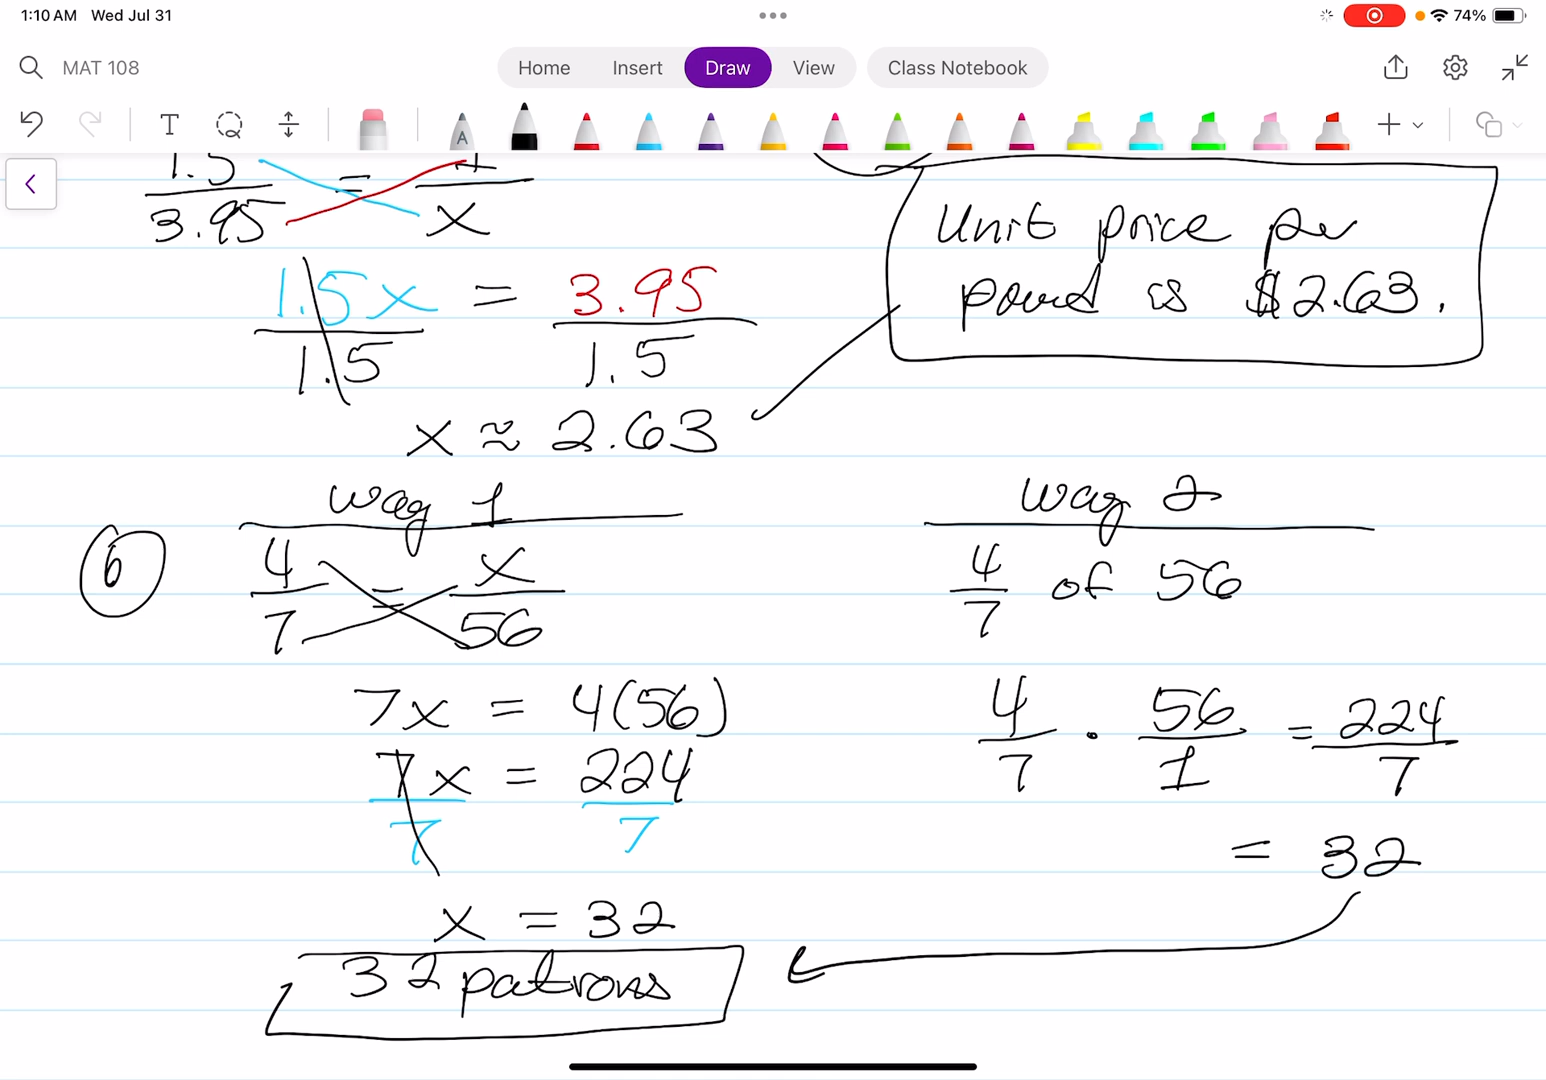 1:10 AM Wed Jul 31
74%
MAT 108
Home Insert Draw View Class Notebook
T A
1.5/3.95 = 1/x
1.5x/1.5 = 3.95/1.5
x ≈ 2.63
Unit price per
pound is $2.63.
6
way 1
4/7 = x/56
7x = 4(56)
7x/7 = 224/7
x = 32
32 patrons
way 2
4/7 of 56
4/7 · 56/1 = 224/7
= 32